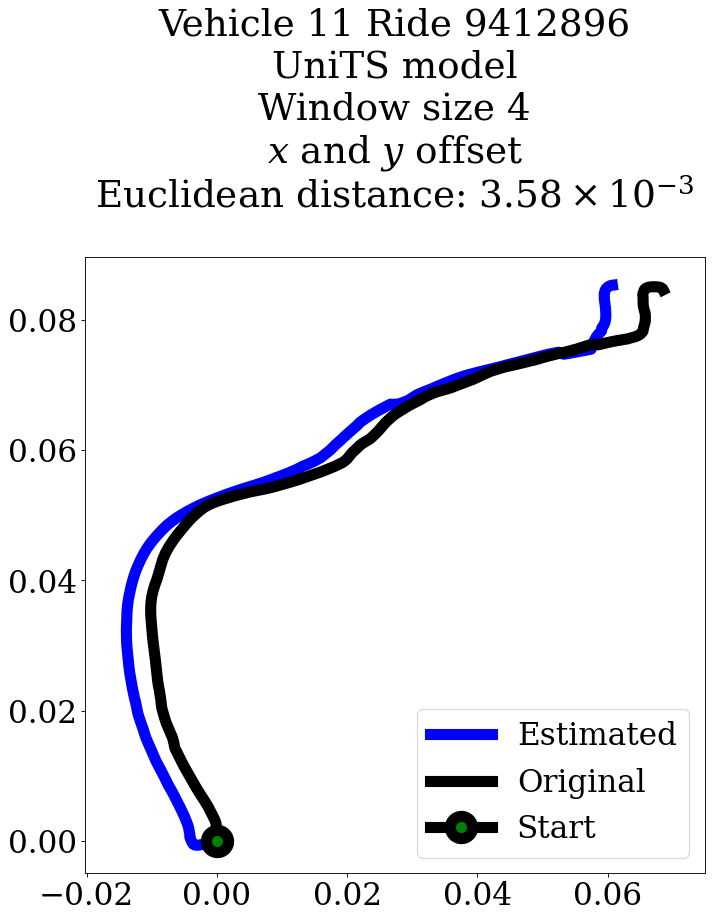 Vehicle 11 Ride 9412896
UniTS model
Window size 4
x and y offset
Euclidean distance: 3.58 × 10⁻³
0.08
0.06
0.04
0.02
0.00
Estimated
Original
Start
−0.02 0.00 0.02 0.04 0.06